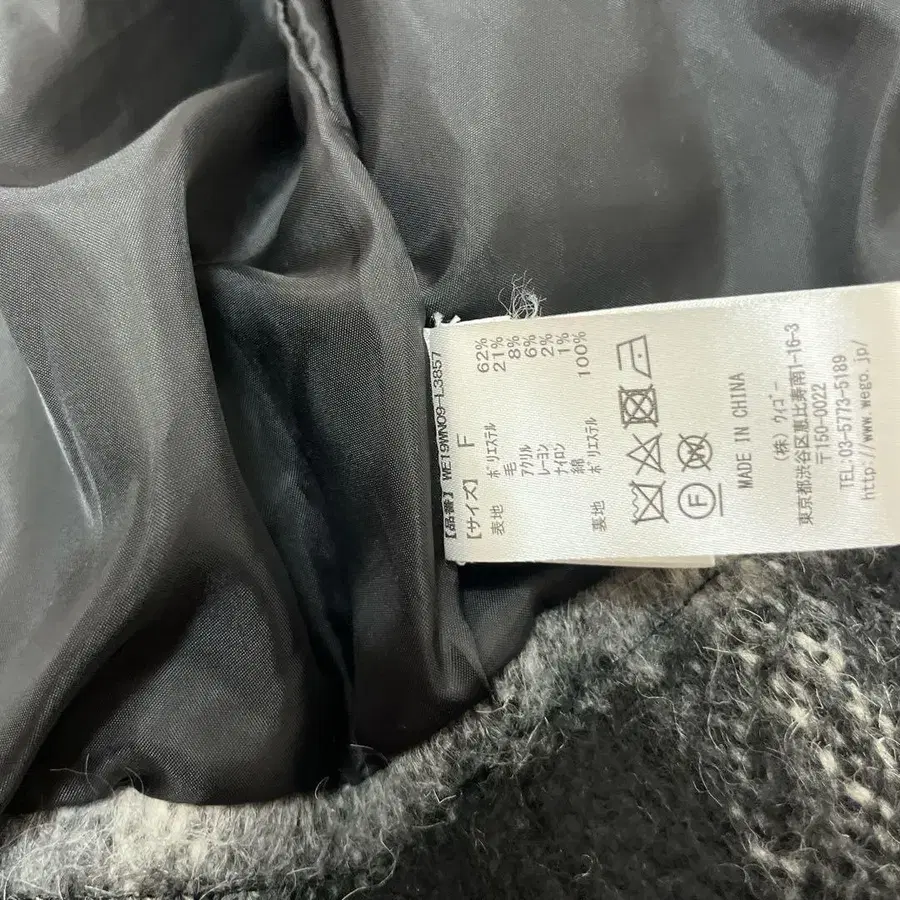 【品番】 WE19WN09-L3857
【サイズ】 F
表地 ポリエステル 62%
毛 21%
アクリル 8%
レーヨン 6%
ナイロン 2%
綿 1%
裏地 ポリエステル 100%
F
MADE IN CHINA
(株) ウィゴー
東京都渋谷区恵比寿南1-16-3
〒150-0022
TEL:03-5773-5189
http://www.wego.jp/